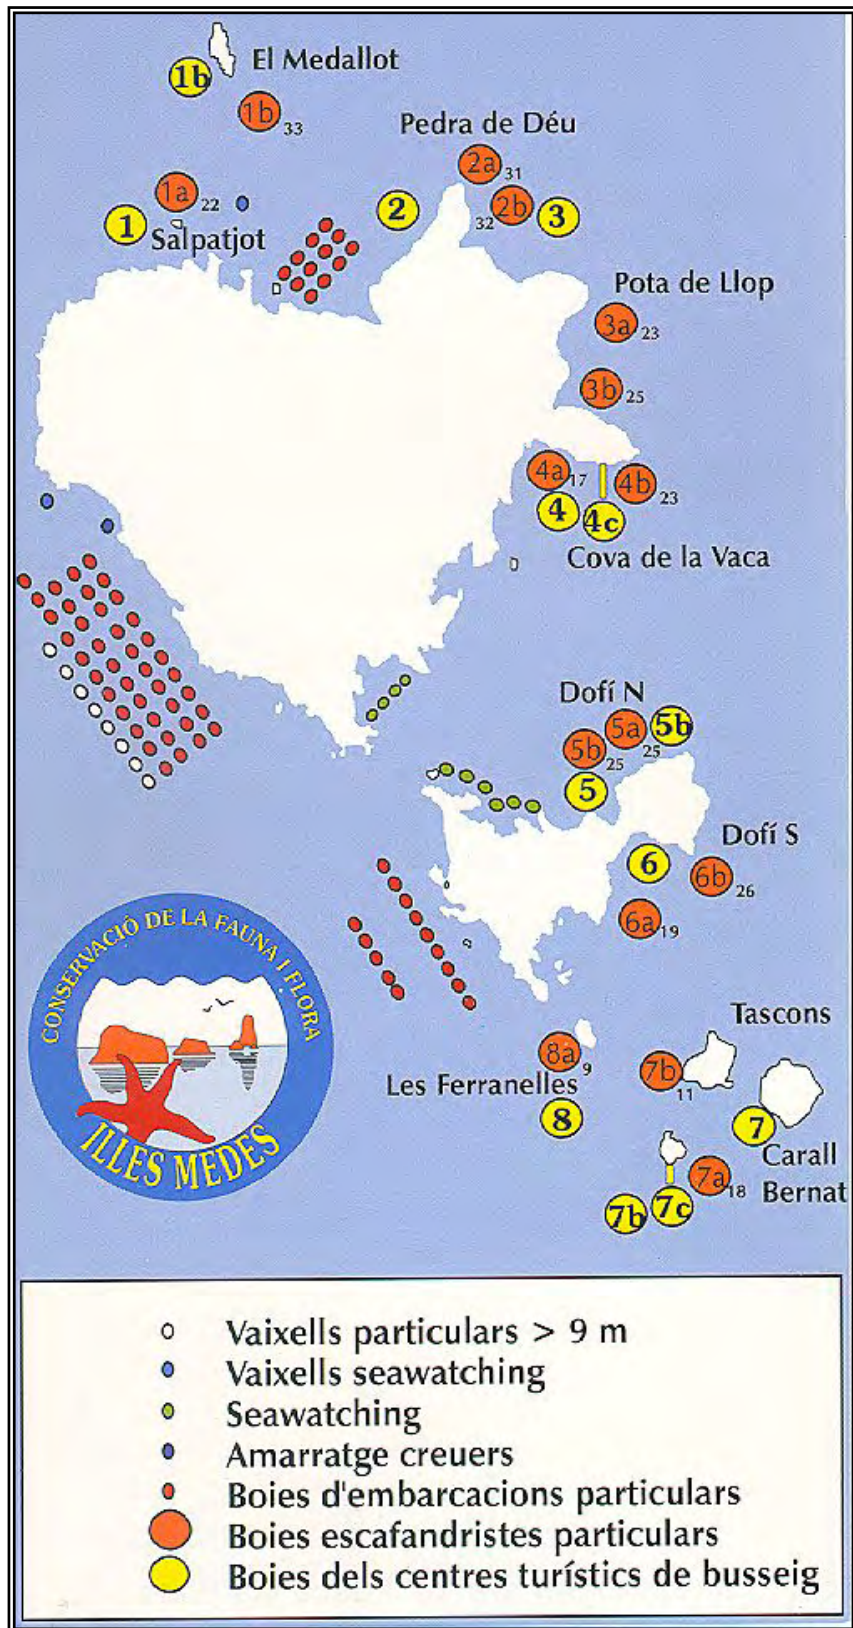 El Medallot
1b
1b
33
Pedra de Déu
2a
31
1a
22
2
2b
32
3
1
Salpatjot
Pota de Llop
3a
23
3b
25
4a
17
4b
23
4
4c
Cova de la Vaca
Dofí N
5a
25
5b
5b
25
5
Dofí S
6
6b
26
6a
19
CONSERVACIÓ DE LA FAUNA I FLORA
ILLES MEDES
Tascons
8a
9
7b
11
Les Ferranelles
8
7
Carall
Bernat
7a
18
7b
7c
Vaixells particulars > 9 m
Vaixells seawatching
Seawatching
Amarratge creuers
Boies d'embarcacions particulars
Boies escafandristes particulars
Boies dels centres turístics de busseig